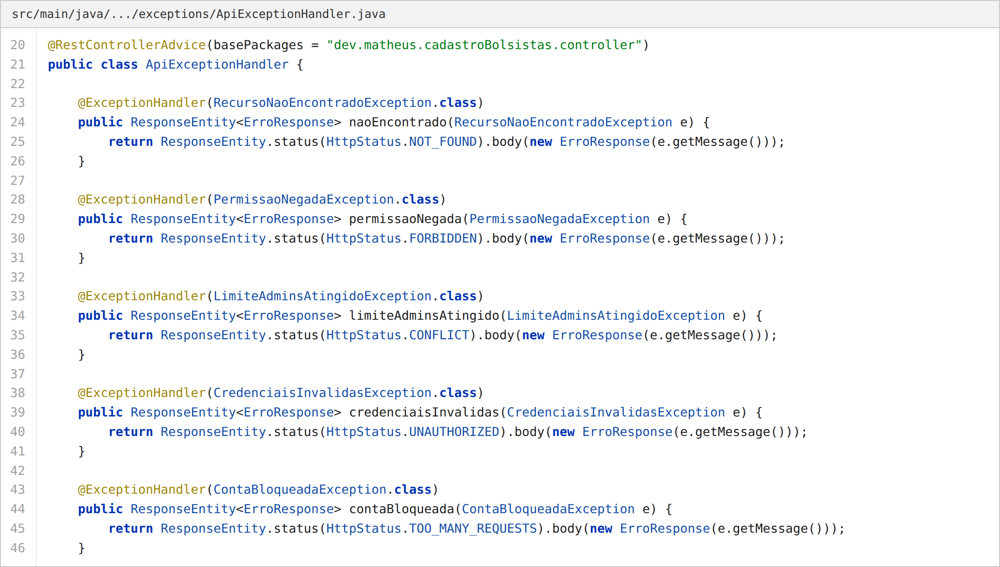 src/main/java/.../exceptions/ApiExceptionHandler.java
20 @RestControllerAdvice(basePackages = "dev.matheus.cadastroBolsistas.controller")
21 public class ApiExceptionHandler {
22
23     @ExceptionHandler(RecursoNaoEncontradoException.class)
24     public ResponseEntity<ErroResponse> naoEncontrado(RecursoNaoEncontradoException e) {
25         return ResponseEntity.status(HttpStatus.NOT_FOUND).body(new ErroResponse(e.getMessage()));
26     }
27
28     @ExceptionHandler(PermissaoNegadaException.class)
29     public ResponseEntity<ErroResponse> permissaoNegada(PermissaoNegadaException e) {
30         return ResponseEntity.status(HttpStatus.FORBIDDEN).body(new ErroResponse(e.getMessage()));
31     }
32
33     @ExceptionHandler(LimiteAdminsAtingidoException.class)
34     public ResponseEntity<ErroResponse> limiteAdminsAtingido(LimiteAdminsAtingidoException e) {
35         return ResponseEntity.status(HttpStatus.CONFLICT).body(new ErroResponse(e.getMessage()));
36     }
37
38     @ExceptionHandler(CredenciaisInvalidasException.class)
39     public ResponseEntity<ErroResponse> credenciaisInvalidas(CredenciaisInvalidasException e) {
40         return ResponseEntity.status(HttpStatus.UNAUTHORIZED).body(new ErroResponse(e.getMessage()));
41     }
42
43     @ExceptionHandler(ContaBloqueadaException.class)
44     public ResponseEntity<ErroResponse> contaBloqueada(ContaBloqueadaException e) {
45         return ResponseEntity.status(HttpStatus.TOO_MANY_REQUESTS).body(new ErroResponse(e.getMessage()));
46     }